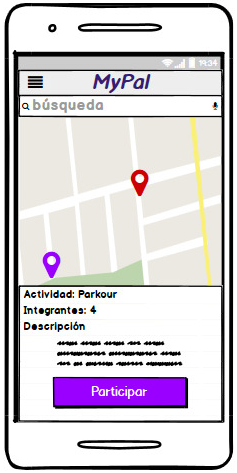 19:34
MyPal
búsqueda
Actividad: Parkour
Integrantes: 4
Descripción
Participar